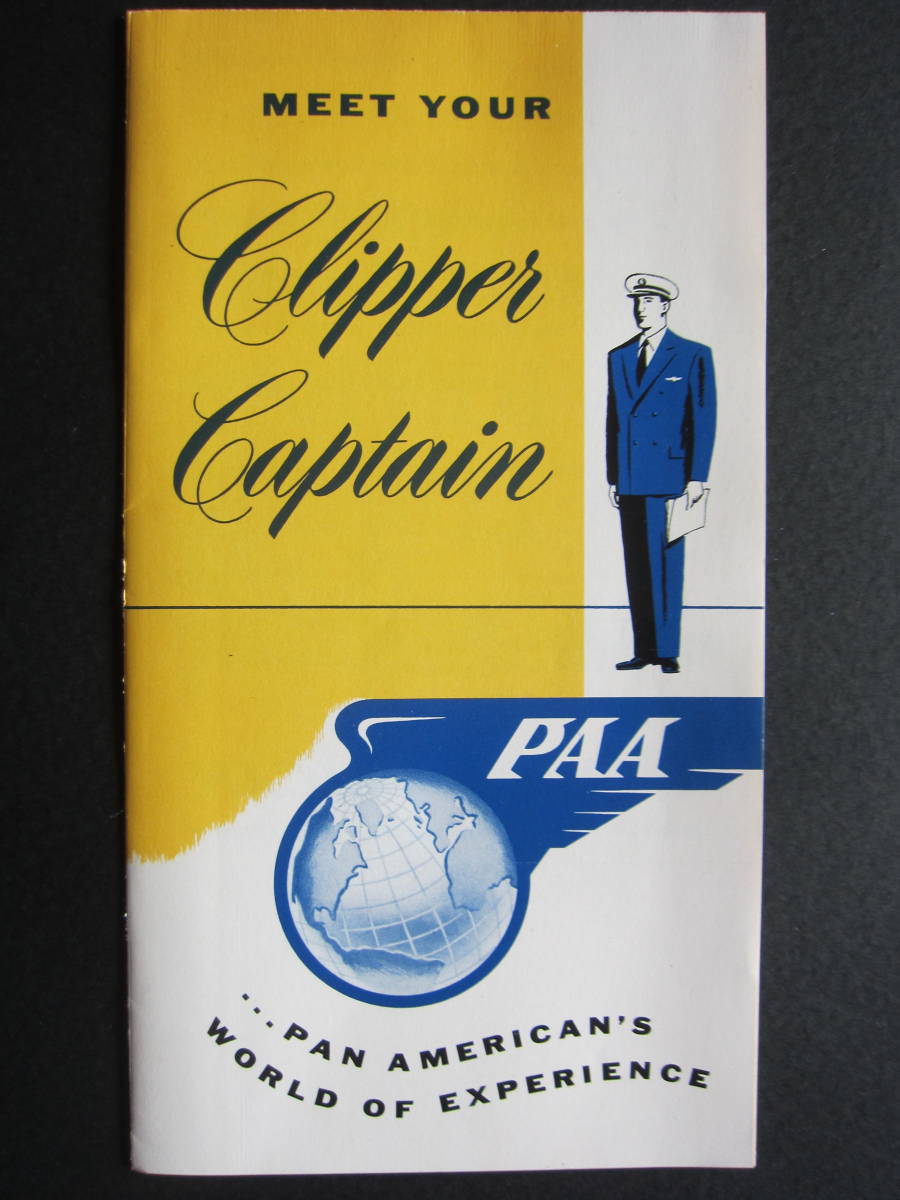 MEET YOUR
Clipper
Captain
PAA
...PAN AMERICAN'S
WORLD OF EXPERIENCE